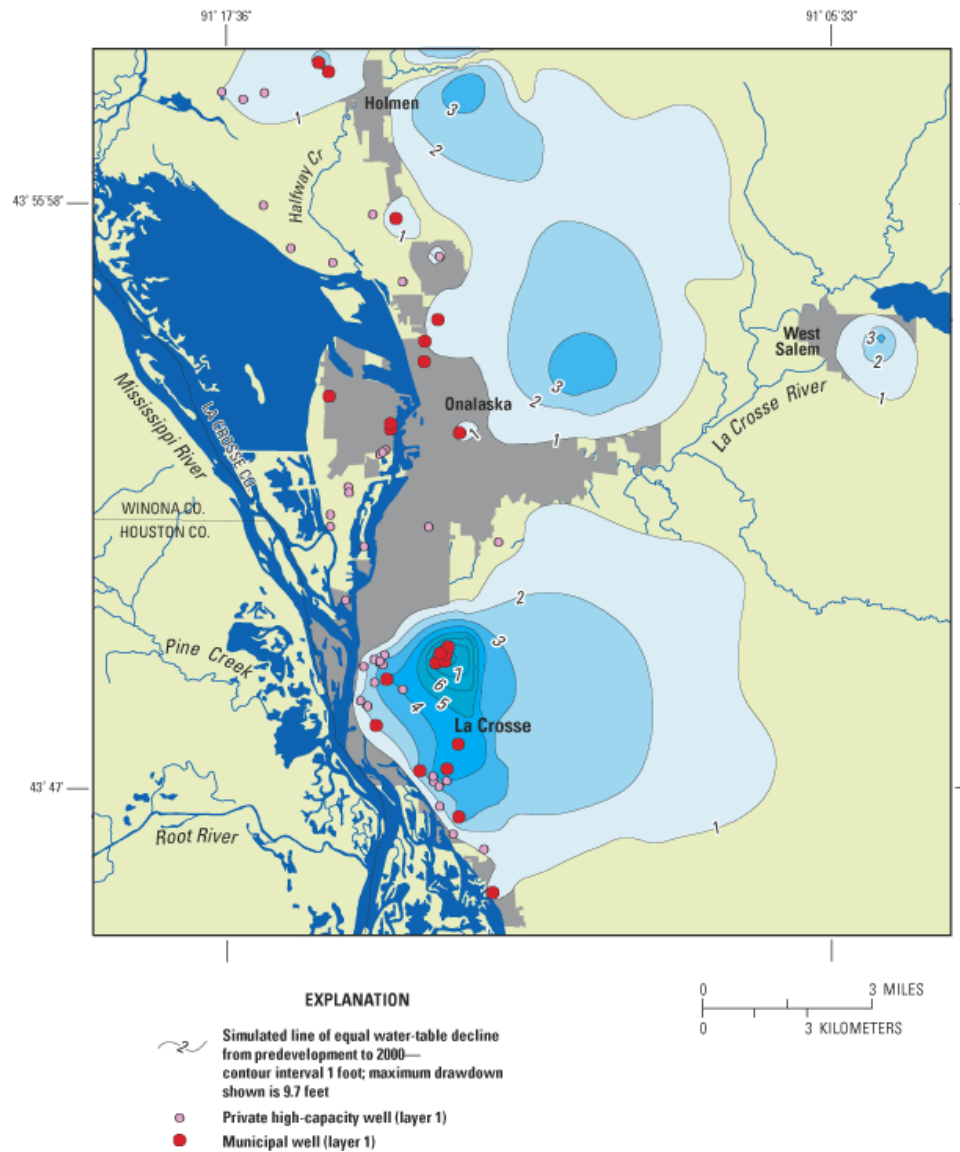 91° 17'36"
91° 05'33"
Holmen
3
1
2
Halfway Cr
43° 55'58"
1
West
Salem
3
2
3
2
1
1
Onalaska
1
La Crosse River
Mississippi River
LA CROSSE CO.
WINONA CO.
HOUSTON CO.
2
3
Pine Creek
7
6
5
4
La Crosse
43° 47'
1
Root River
EXPLANATION
0 3 MILES
0 3 KILOMETERS
2
Simulated line of equal water-table decline
from predevelopment to 2000—
contour interval 1 foot; maximum drawdown
shown is 9.7 feet
Private high-capacity well (layer 1)
Municipal well (layer 1)